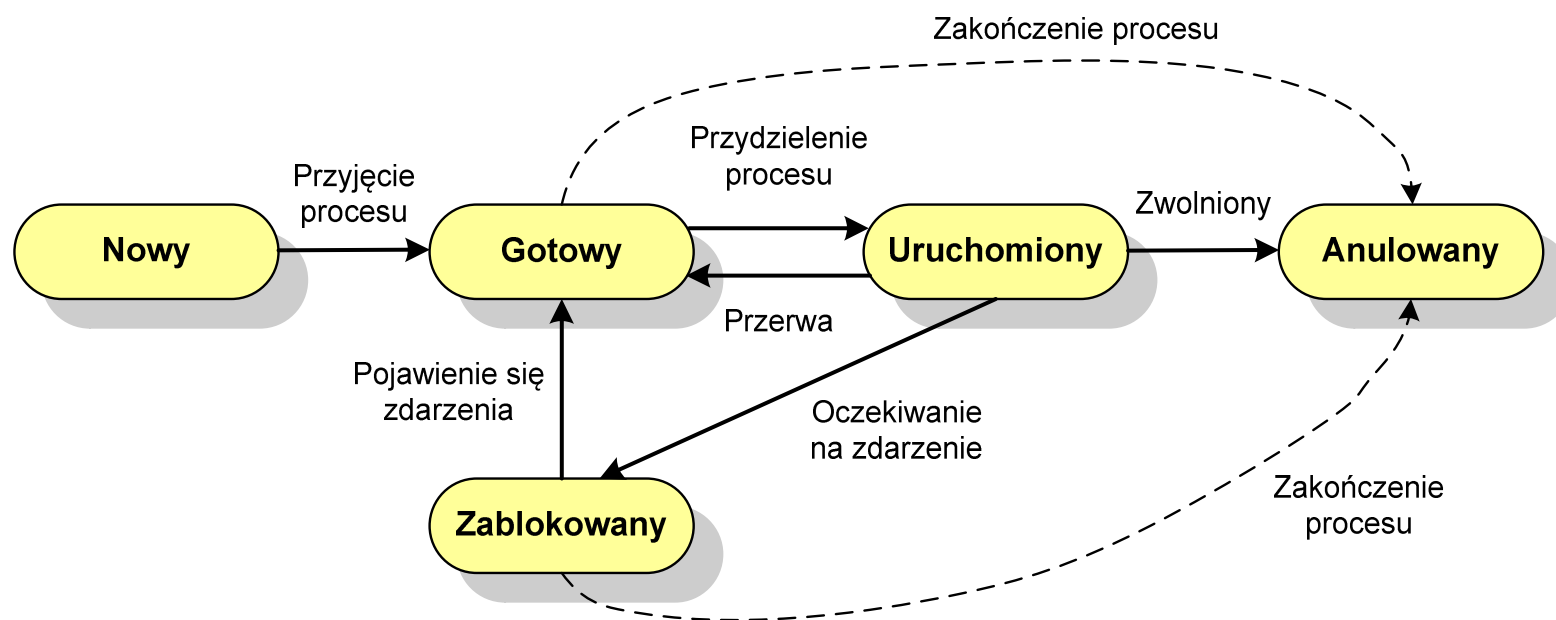 Zakończenie procesu
Przydzielenie
procesu
Przyjęcie
procesu
Zwolniony
Nowy
Gotowy
Uruchomiony
Anulowany
Przerwa
Pojawienie się
zdarzenia
Oczekiwanie
na zdarzenie
Zablokowany
Zakończenie
procesu